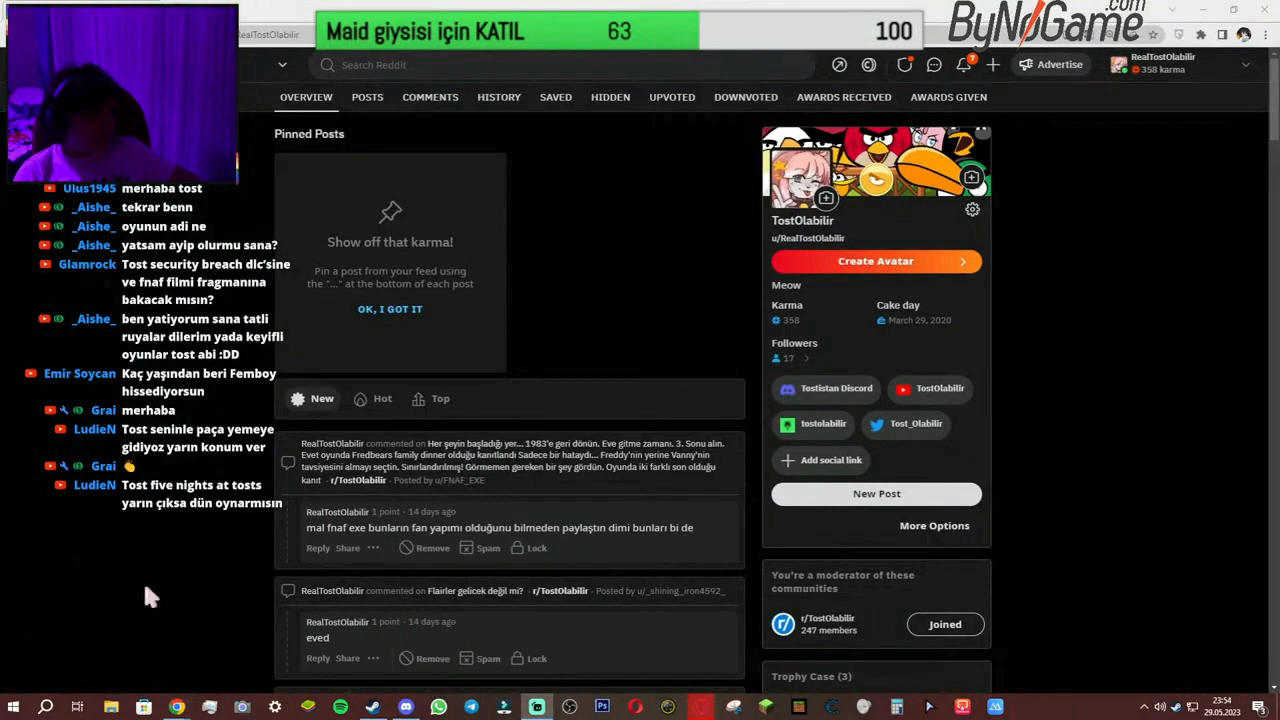 Maid giysisi için KATIL 63 100
ByNoGame
.com
RealTostOlabilir
Search Reddit
Advertise
RealTostOlabilir
358 karma
7
OVERVIEW POSTS COMMENTS HISTORY SAVED HIDDEN UPVOTED DOWNVOTED AWARDS RECEIVED AWARDS GIVEN
Ulus1945 merhaba tost
_Aishe_ tekrar benn
_Aishe_ oyunun adi ne
_Aishe_ yatsam ayip olurmu sana?
Glamrock Tost security breach dlc'sine
ve fnaf filmi fragmanına
bakacak mısın?
_Aishe_ ben yatiyorum sana tatli
ruyalar dilerim yada keyifli
oyunlar tost abi :DD
Emir Soycan Kaç yaşından beri Femboy
hissediyorsun
Grai merhaba
LudieN Tost seninle paça yemeye
gidiyoz yarın konum ver
Grai 👏
LudieN Tost five nights at tosts
yarın çıksa dün oynarmısın
Pinned Posts
Show off that karma!
Pin a post from your feed using
the "..." at the bottom of each post
OK, I GOT IT
New Hot Top
RealTostOlabilir commented on Her şeyin başladığı yer... 1983'e geri dönün. Eve gitme zamanı. 3. Sonu alın.
Evet oyunda Fredbears family dinner olduğu kanıtlandı Sadece bir hataydı... Freddy'nin yerine Vanny'nin
tavsiyesini almayı seçtin. Sınırlandırılmış! Görmemen gereken bir şey gördün. Oyunda iki farklı son olduğu
kanıt · r/TostOlabilir · Posted by u/FNAF_EXE
RealTostOlabilir 1 point · 14 days ago
mal fnaf exe bunların fan yapımı olduğunu bilmeden paylaştın dimi bunları bi de
Reply Share ··· Remove Spam Lock
RealTostOlabilir commented on Flairler gelicek değil mi? · r/TostOlabilir · Posted by u/_shining_iron4592_
RealTostOlabilir 1 point · 14 days ago
eved
Reply Share ··· Remove Spam Lock
TostOlabilir
u/RealTostOlabilir
Create Avatar
Meow
Karma Cake day
358 March 29, 2020
Followers
17
Tostistan Discord TostOlabilir
tostolabilir Tost_Olabilir
Add social link
New Post
More Options
You're a moderator of these
communities
r/TostOlabilir
247 members
Joined
Trophy Case (3)
23:54
29.05.2023